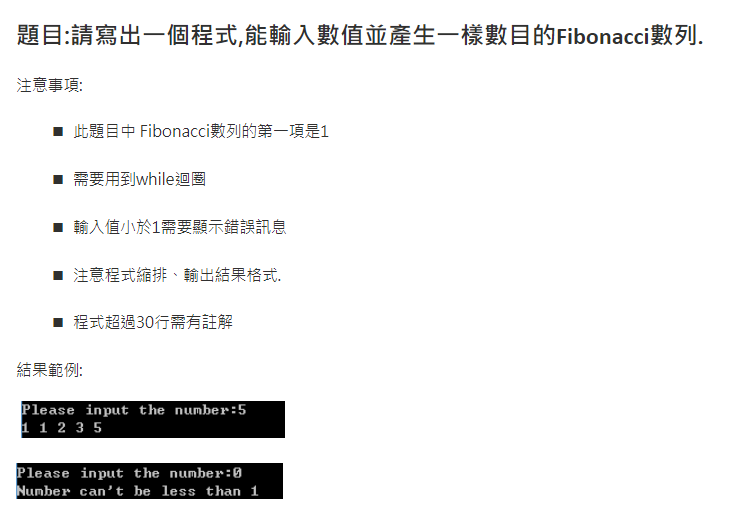 題目:請寫出一個程式,能輸入數值並產生一樣數目的Fibonacci數列.
注意事項:
■ 此題目中 Fibonacci數列的第一項是1
■ 需要用到while迴圈
■ 輸入值小於1需要顯示錯誤訊息
■ 注意程式縮排、輸出結果格式.
■ 程式超過30行需有註解
結果範例:
Please input the number:5
1 1 2 3 5
Please input the number:0
Number can't be less than 1